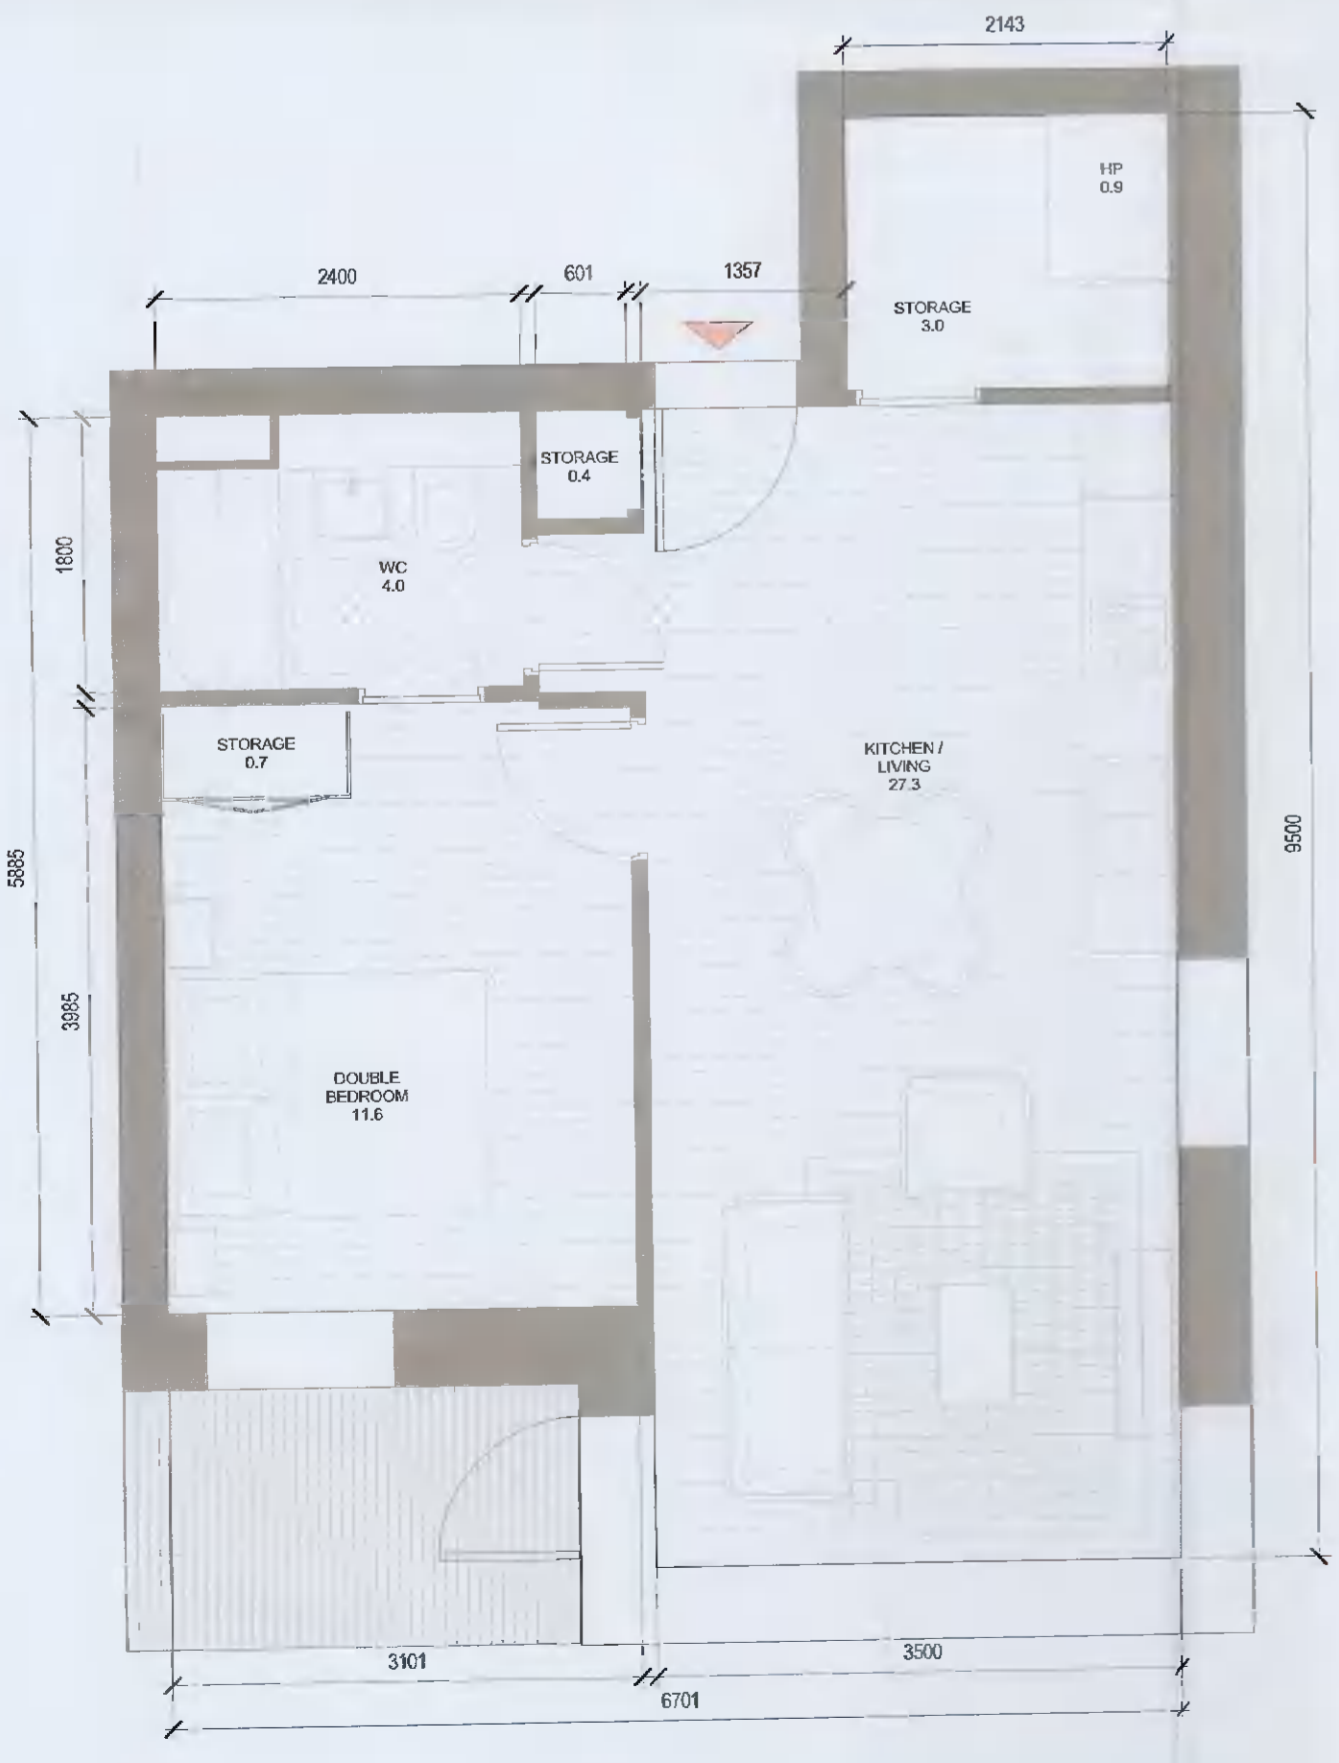 2143
HP
0.9
2400
601
1357
STORAGE
3.0
STORAGE
0.4
1800
WC
4.0
STORAGE
0.7
KITCHEN /
LIVING
27.3
5885
9500
3985
DOUBLE
BEDROOM
11.6
3101
3500
6701